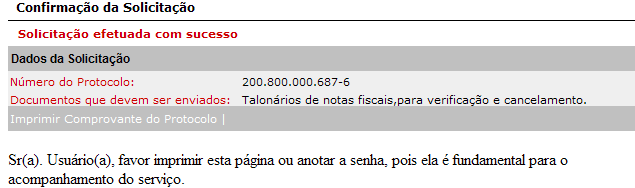 Confirmação da Solicitação
Solicitação efetuada com sucesso
Dados da Solicitação
Número do Protocolo: 200.800.000.687-6
Documentos que devem ser enviados: Talonários de notas fiscais,para verificação e cancelamento.
Imprimir Comprovante do Protocolo |
Sr(a). Usuário(a), favor imprimir esta página ou anotar a senha, pois ela é fundamental para o
acompanhamento do serviço.